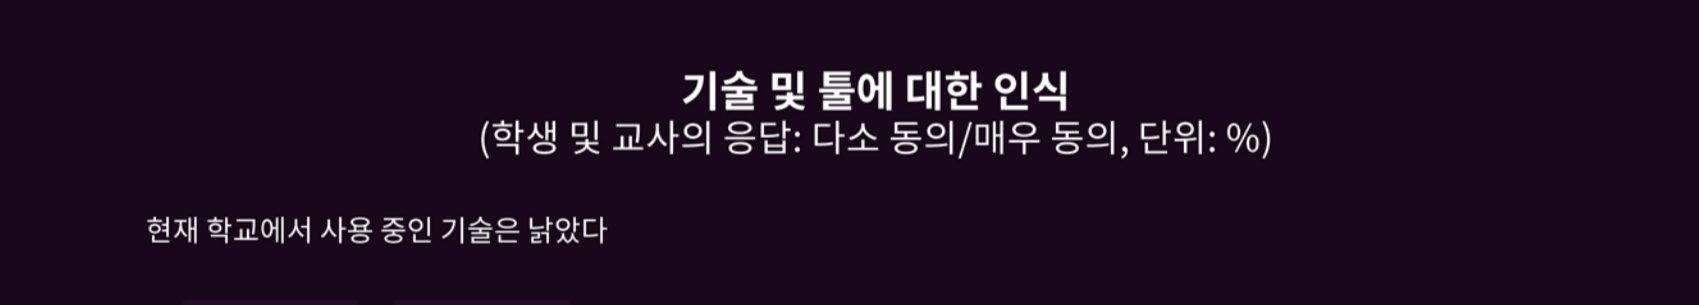 기술 및 툴에 대한 인식
(학생 및 교사의 응답: 다소 동의/매우 동의, 단위: %)
현재 학교에서 사용 중인 기술은 낡았다